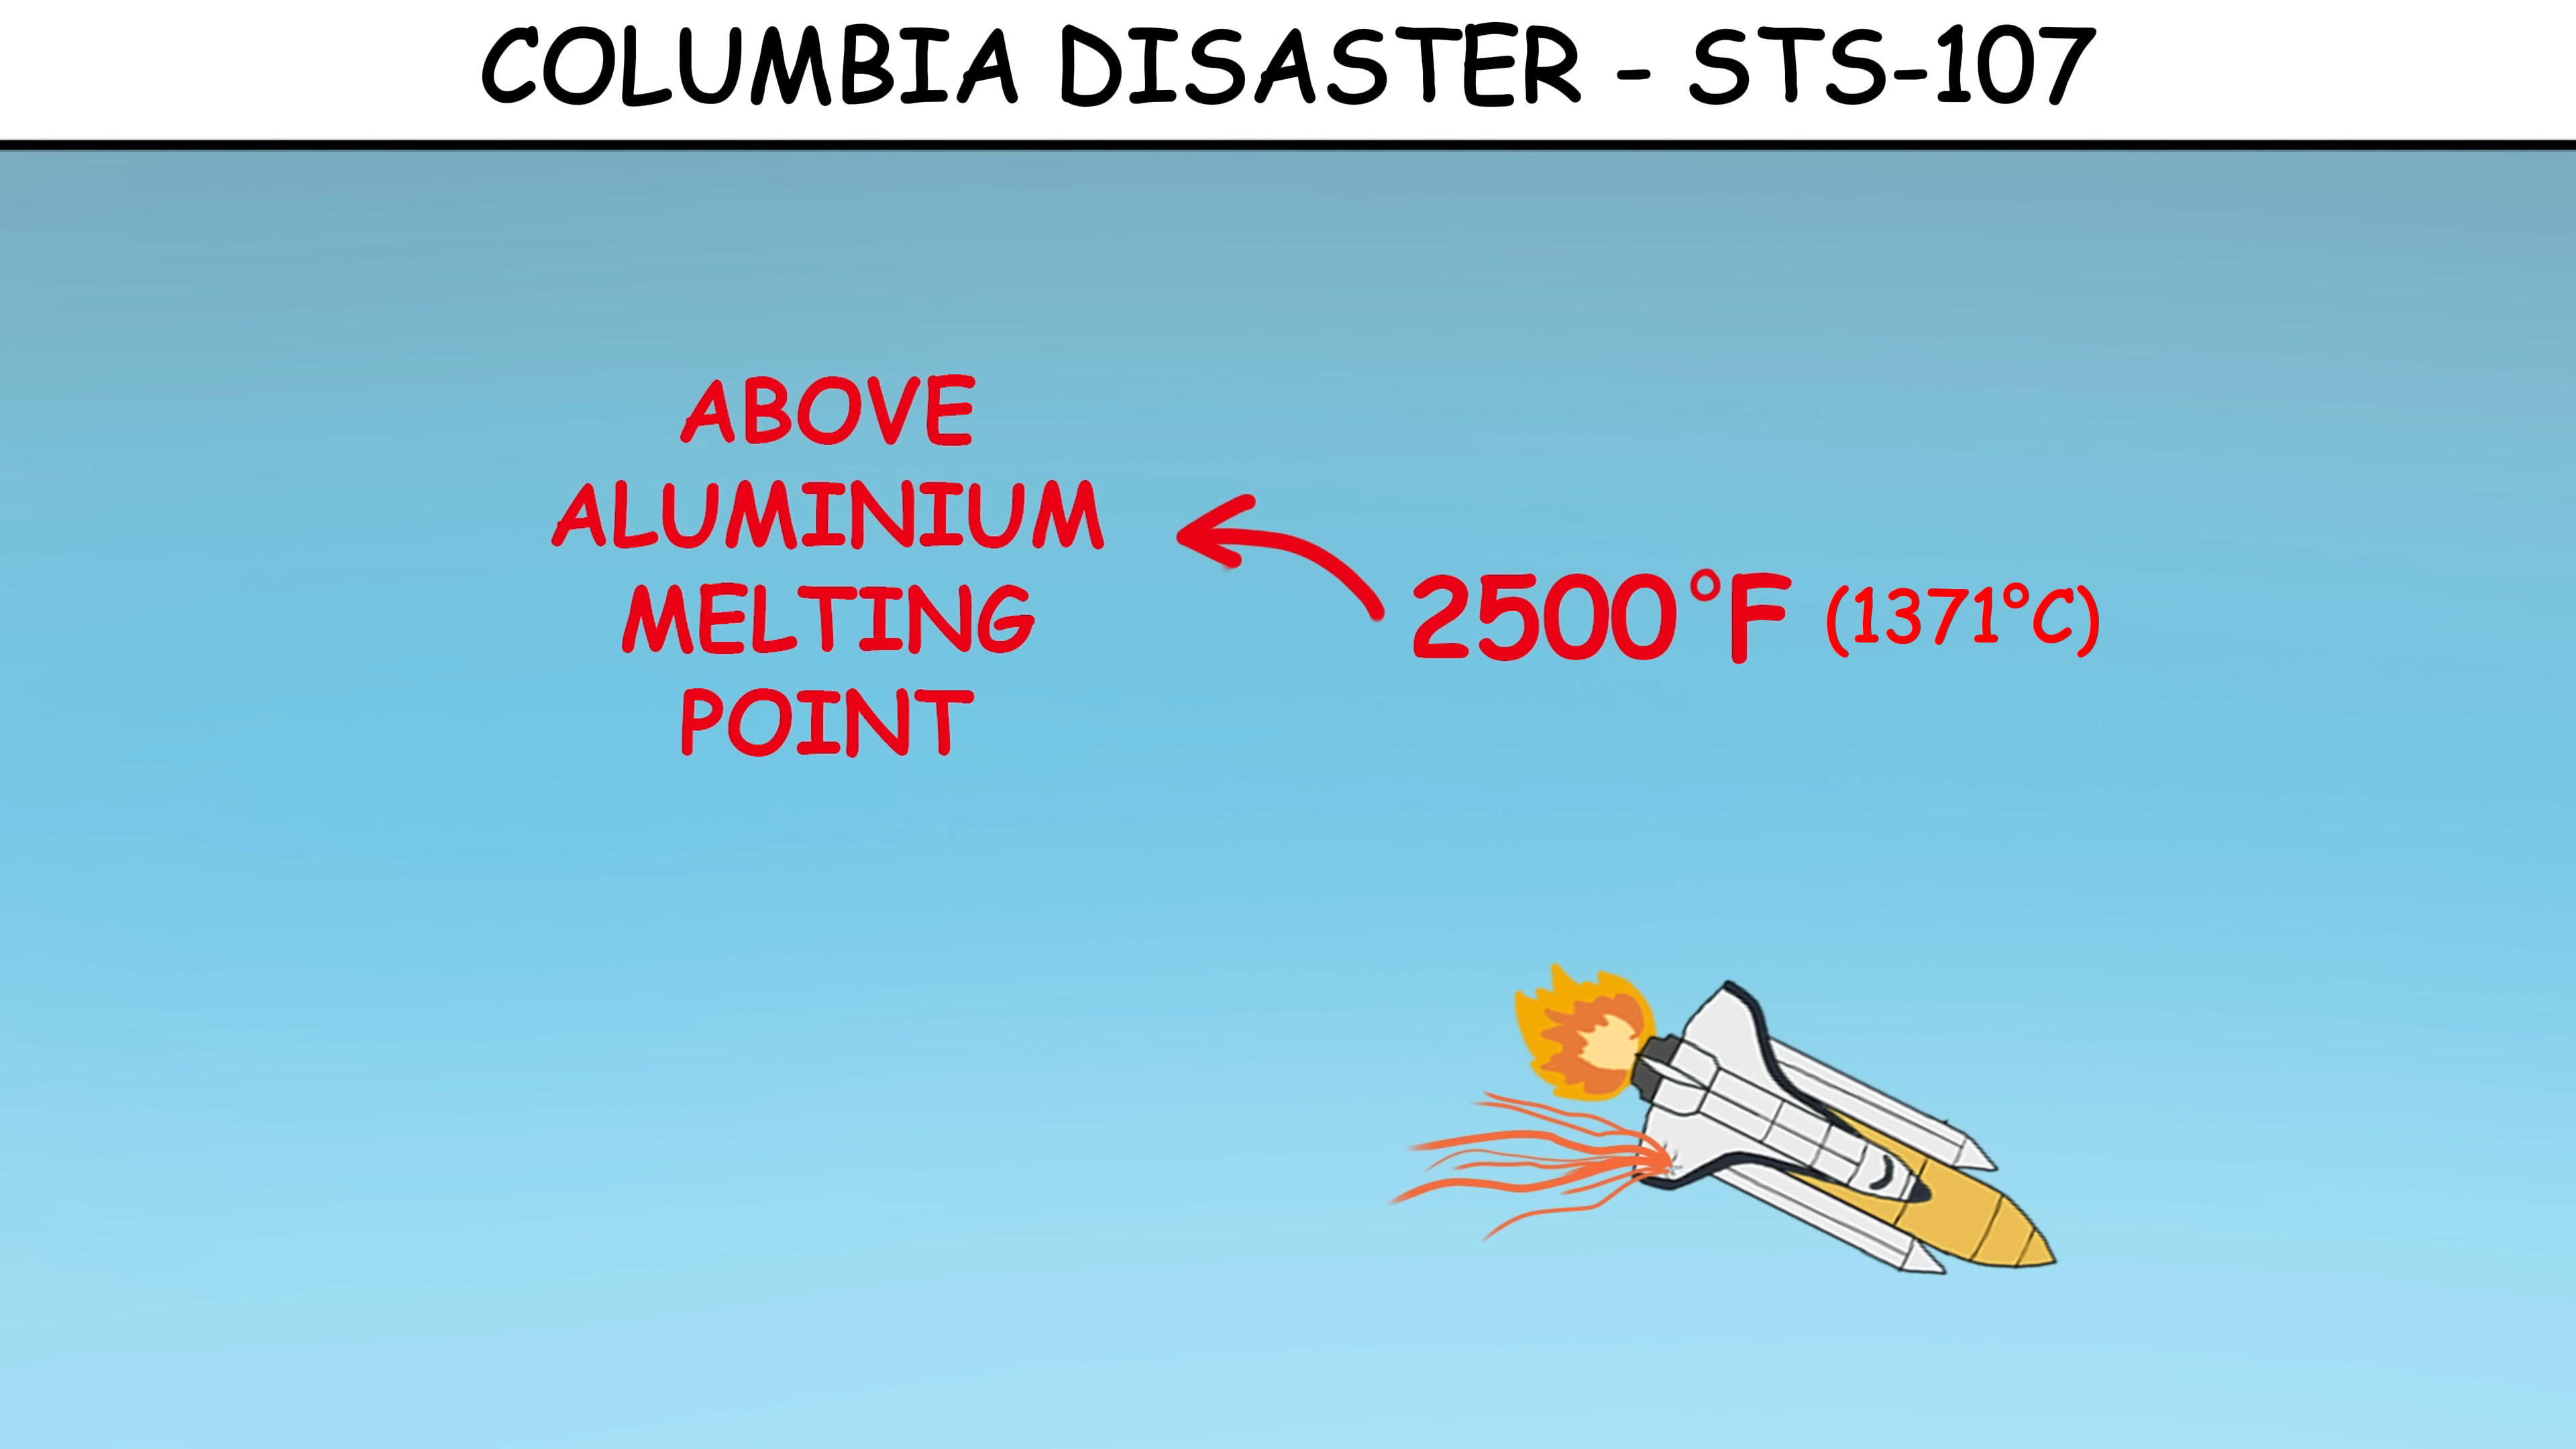 COLUMBIA DISASTER - STS-107
ABOVE
ALUMINIUM
MELTING
POINT
2500°F (1371°C)